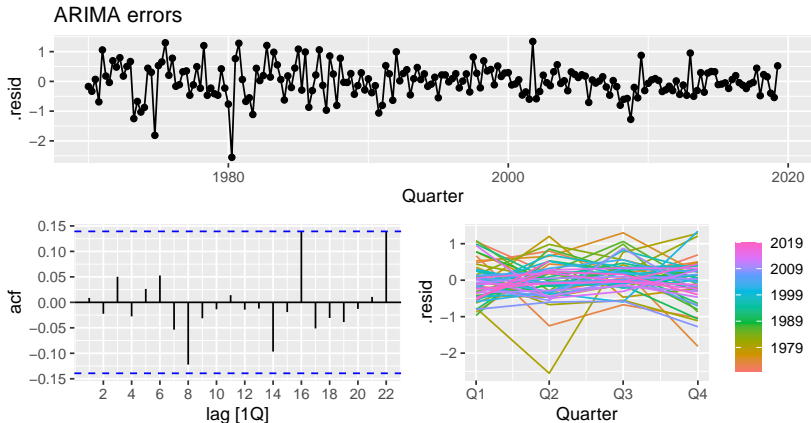 ARIMA errors
1
0
−1
−2
.resid
1980
2000
2020
Quarter
0.15
0.10
0.05
0.00
−0.05
−0.10
−0.15
acf
2 4 6 8 10 12 14 16 18 20 22
lag [1Q]
1
0
−1
−2
.resid
Q1 Q2 Q3 Q4
Quarter
2019
2009
1999
1989
1979